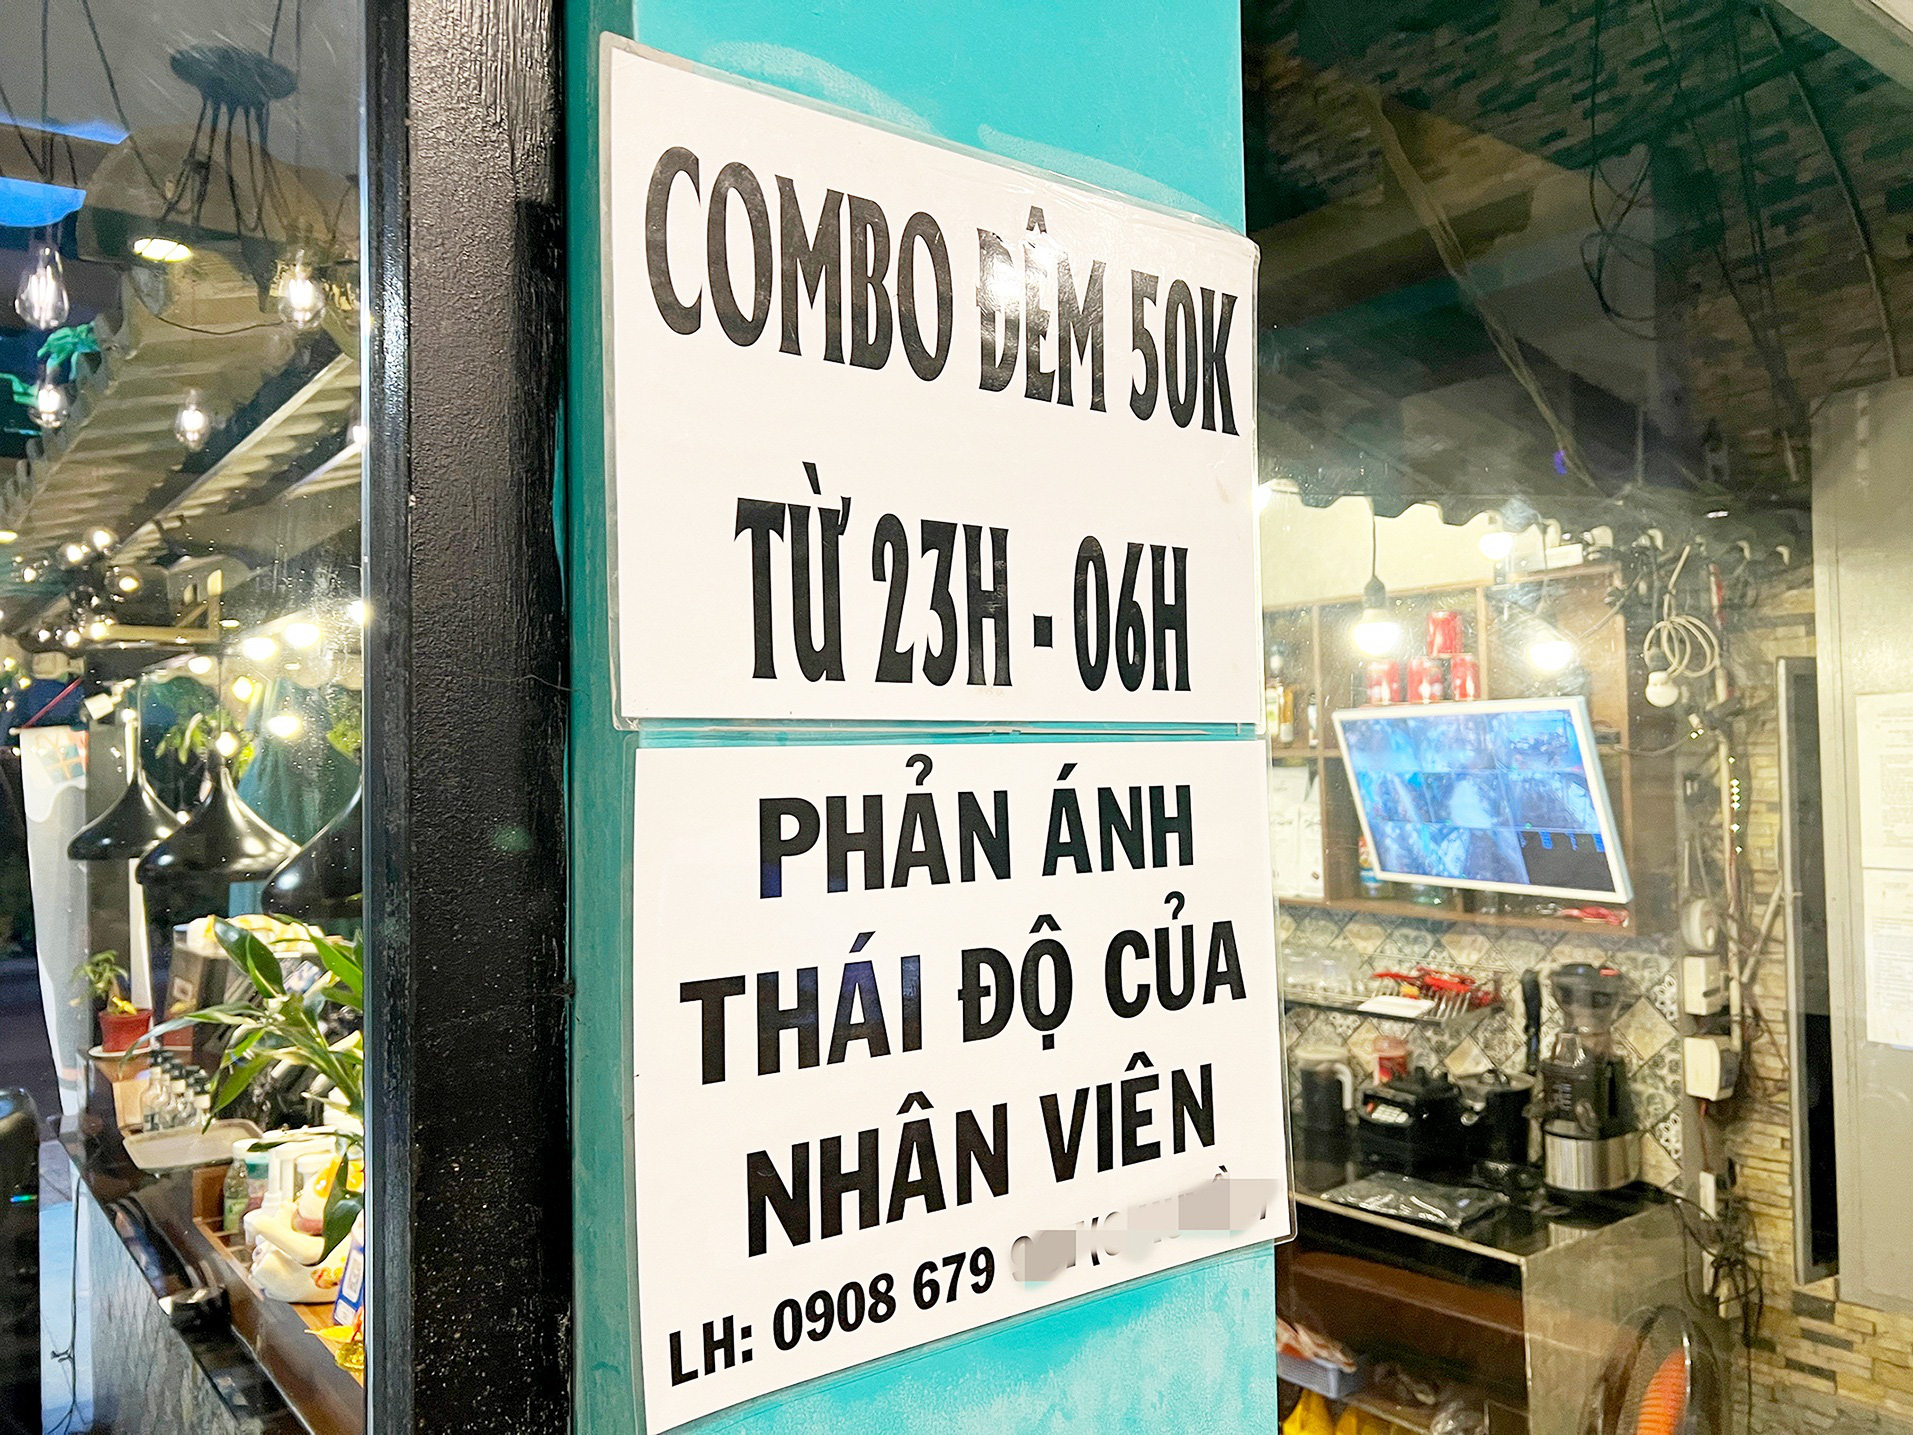 COMBO ĐÊM 50K
TỪ 23H - 06H
PHẢN ÁNH
THÁI ĐỘ CỦA
NHÂN VIÊN
LH: 0908 679